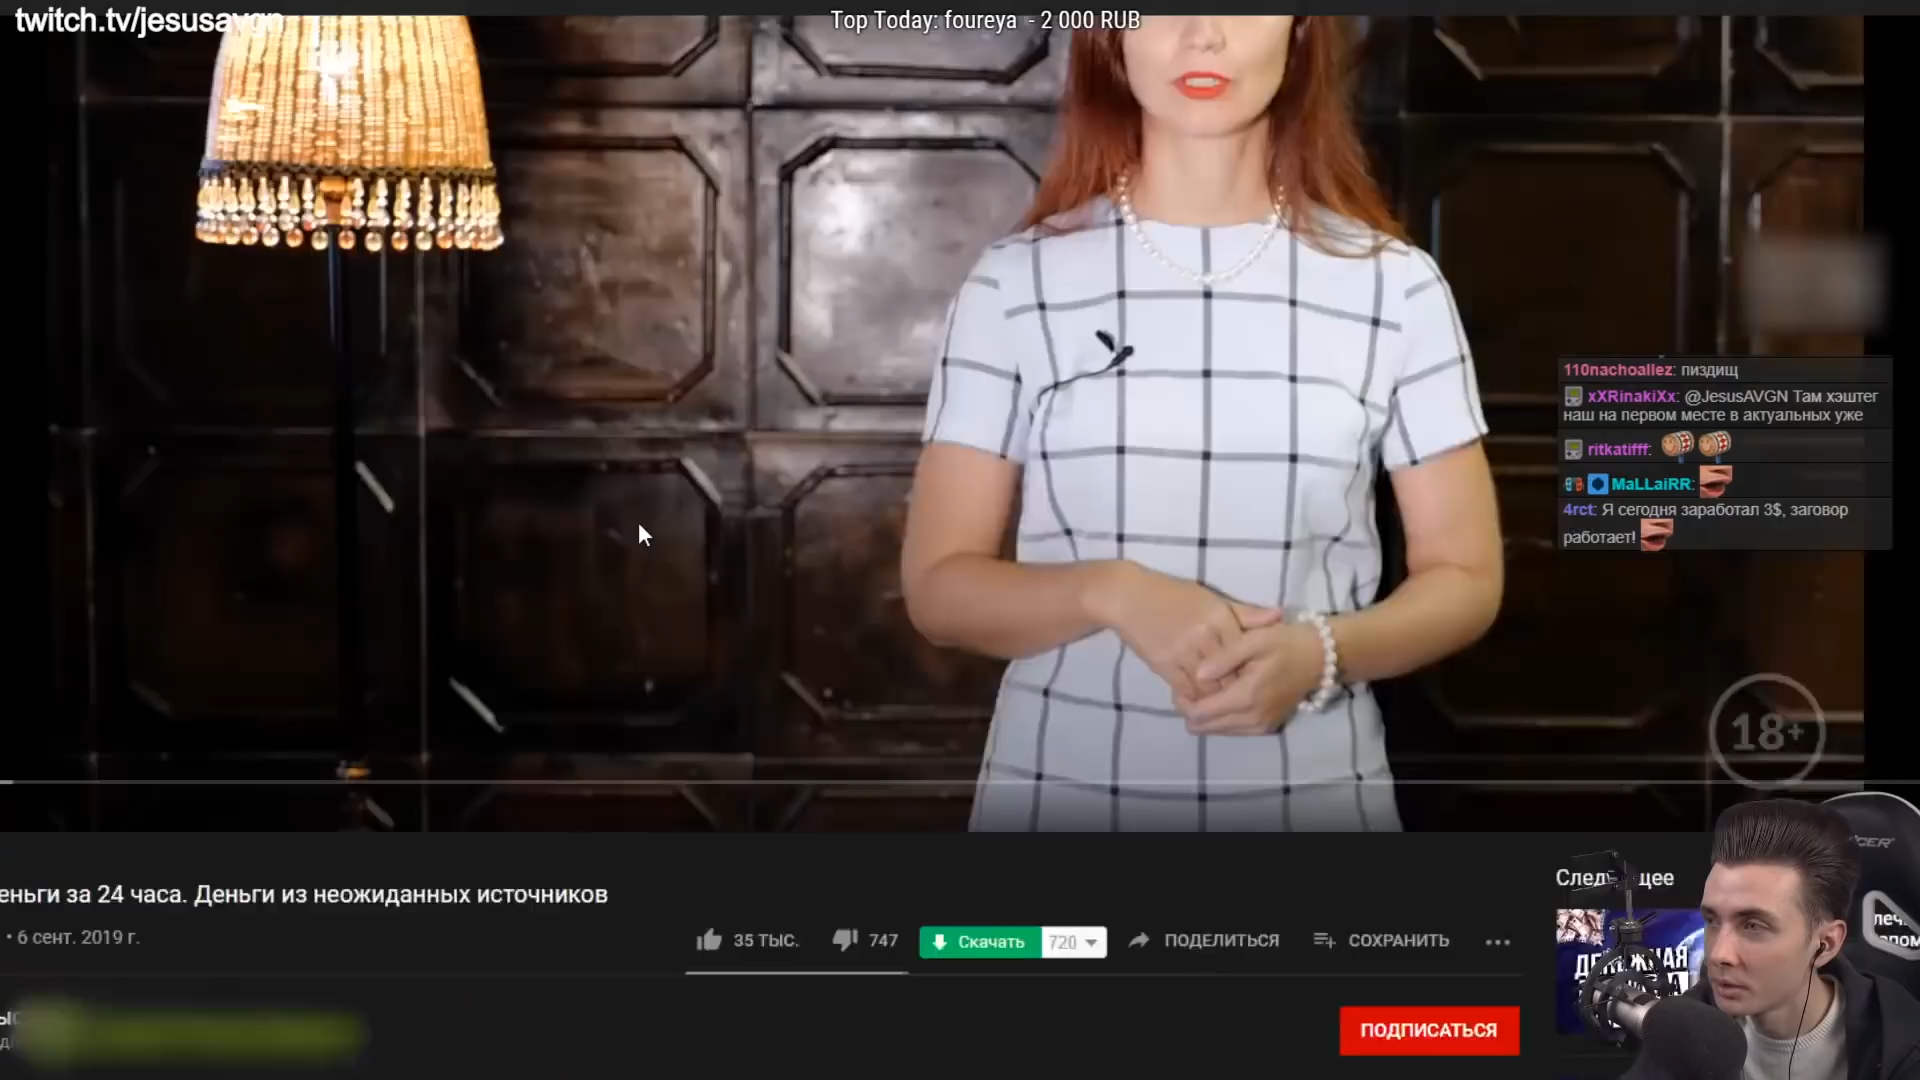 twitch.tv/jesusavgn
Top Today: foureya - 2 000 RUB
110nachoallez: пиздищ
xXRinakiXx: @JesusAVGN Там хэштег
наш на первом месте в актуальных уже
ritkatifff:
MaLLaiRR:
4rct: Я сегодня заработал 3$, заговор
работает!
18+
еньги за 24 часа. Деньги из неожиданных источников
• 6 сент. 2019 г.
35 ТЫС.
747
Скачать
720
ПОДЕЛИТЬСЯ
СОХРАНИТЬ
ПОДПИСАТЬСЯ